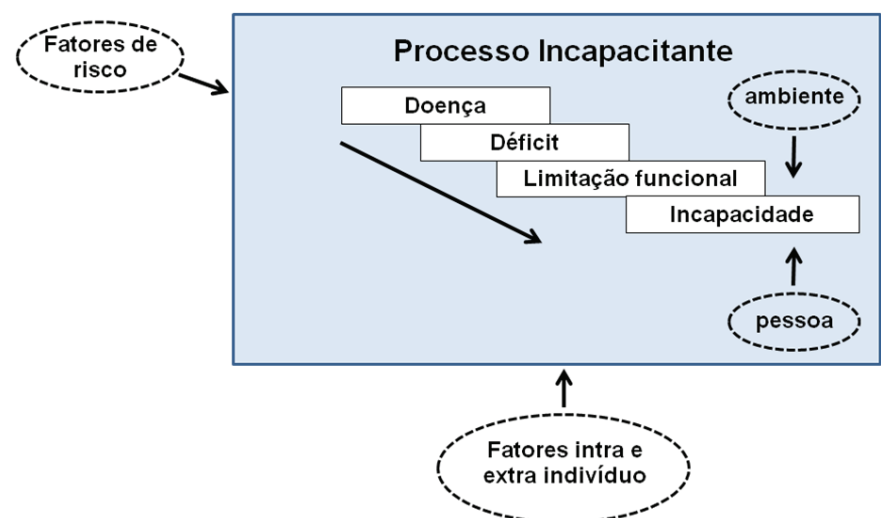 Fatores de
risco
Processo Incapacitante
Doença
ambiente
Déficit
Limitação funcional
Incapacidade
pessoa
Fatores intra e
extra indivíduo